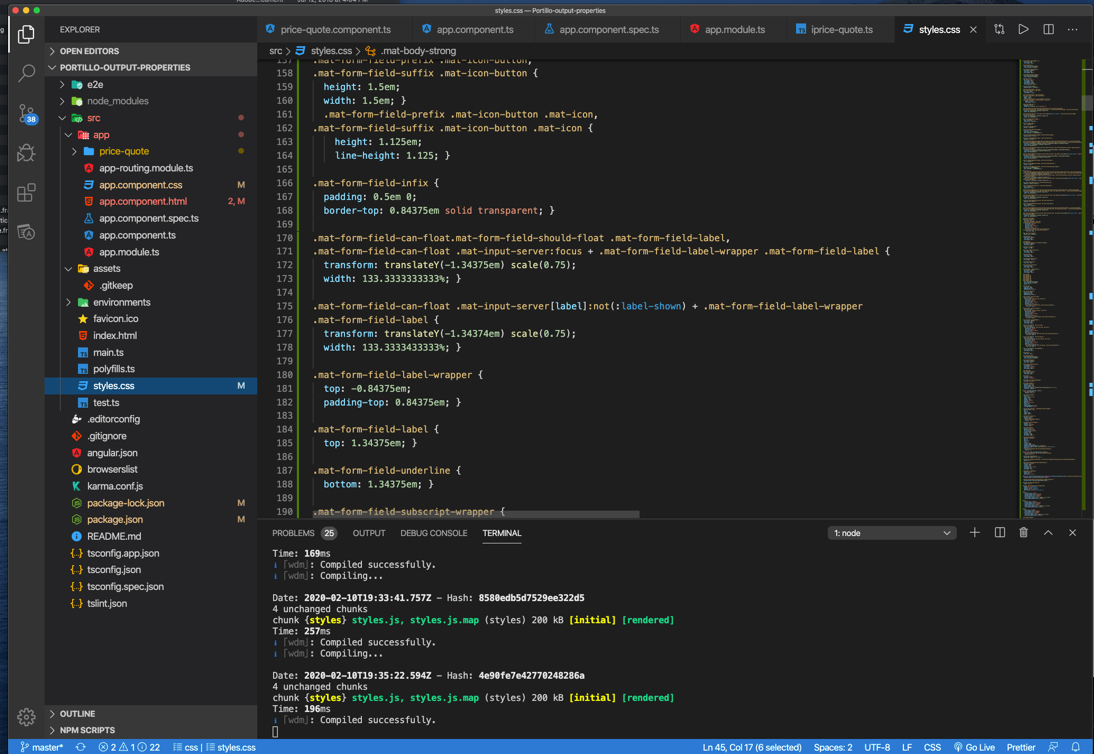 styles.css — Portillo-output-properties
EXPLORER
price-quote.component.ts
app.component.ts
app.component.spec.ts
app.module.ts
iprice-quote.ts
styles.css
src > styles.css > .mat-body-strong
OPEN EDITORS
PORTILLO-OUTPUT-PROPERTIES
e2e
node_modules
src
app
price-quote
app-routing.module.ts
app.component.css M
app.component.html 2, M
app.component.spec.ts
app.component.ts
app.module.ts
assets
.gitkeep
environments
favicon.ico
index.html
main.ts
polyfills.ts
styles.css M
test.ts
.editorconfig
.gitignore
angular.json
browserslist
karma.conf.js
package-lock.json M
package.json M
README.md
tsconfig.app.json
tsconfig.json
tsconfig.spec.json
tslint.json
OUTLINE
NPM SCRIPTS
38
157 .mat-form-field-prefix .mat-icon-button,
158 .mat-form-field-suffix .mat-icon-button {
159 height: 1.5em;
160 width: 1.5em; }
161 .mat-form-field-prefix .mat-icon-button .mat-icon,
162 .mat-form-field-suffix .mat-icon-button .mat-icon {
163 height: 1.125em;
164 line-height: 1.125; }
165
166 .mat-form-field-infix {
167 padding: 0.5em 0;
168 border-top: 0.84375em solid transparent; }
169
170 .mat-form-field-can-float.mat-form-field-should-float .mat-form-field-label,
171 .mat-form-field-can-float .mat-input-server:focus + .mat-form-field-label-wrapper .mat-form-field-label {
172 transform: translateY(-1.34375em) scale(0.75);
173 width: 133.3333333333%; }
174
175 .mat-form-field-can-float .mat-input-server[label]:not(:label-shown) + .mat-form-field-label-wrapper
176 .mat-form-field-label {
177 transform: translateY(-1.34374em) scale(0.75);
178 width: 133.3333433333%; }
179
180 .mat-form-field-label-wrapper {
181 top: -0.84375em;
182 padding-top: 0.84375em; }
183
184 .mat-form-field-label {
185 top: 1.34375em; }
186
187 .mat-form-field-underline {
188 bottom: 1.34375em; }
189
190 .mat-form-field-subscript-wrapper {
PROBLEMS 25 OUTPUT DEBUG CONSOLE TERMINAL 1: node
Time: 169ms
ℹ ｢wdm｣: Compiled successfully.
ℹ ｢wdm｣: Compiling...
Date: 2020-02-10T19:33:41.757Z - Hash: 8580edb5d7529ee322d5
4 unchanged chunks
chunk {styles} styles.js, styles.js.map (styles) 200 kB [initial] [rendered]
Time: 257ms
ℹ ｢wdm｣: Compiled successfully.
ℹ ｢wdm｣: Compiling...
Date: 2020-02-10T19:35:22.594Z - Hash: 4e90fe7e42770248286a
4 unchanged chunks
chunk {styles} styles.js, styles.js.map (styles) 200 kB [initial] [rendered]
Time: 196ms
ℹ ｢wdm｣: Compiled successfully.
master* 2 1 22 css | styles.css Ln 45, Col 17 (6 selected) Spaces: 2 UTF-8 LF CSS Go Live Prettier